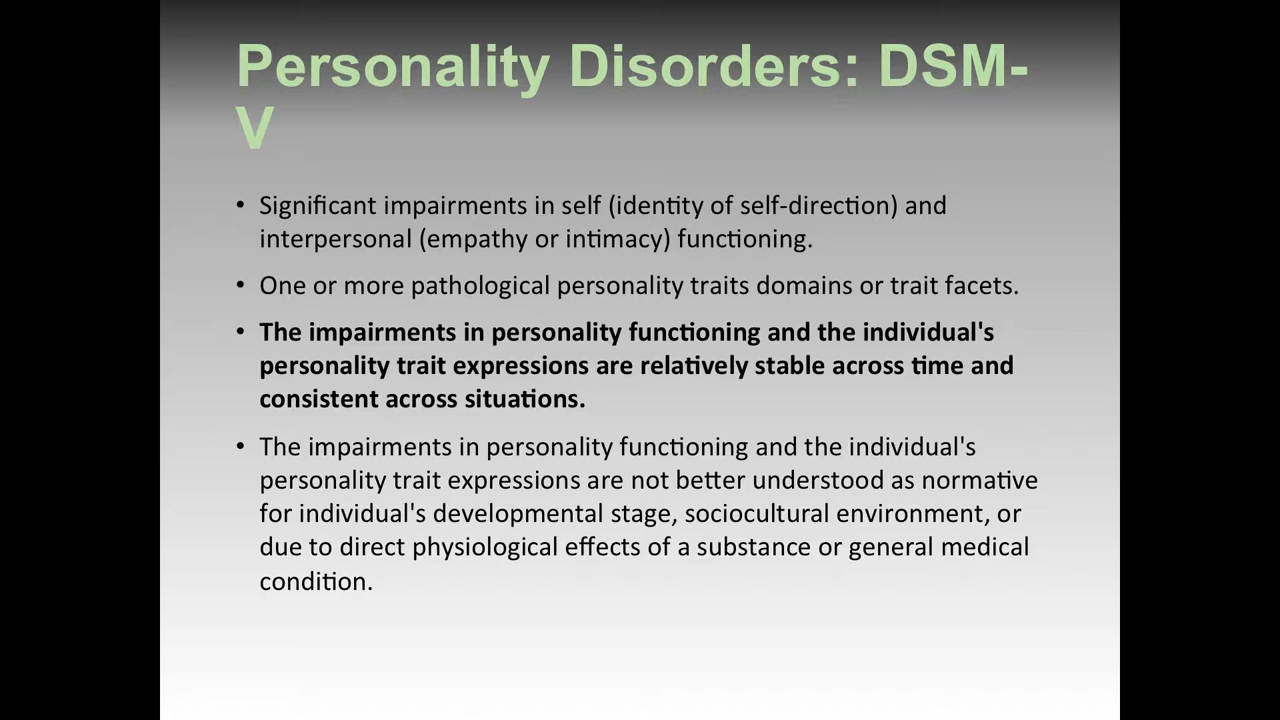 Personality Disorders: DSM-
V
• Significant impairments in self (identity of self-direction) and
interpersonal (empathy or intimacy) functioning.
• One or more pathological personality traits domains or trait facets.
• The impairments in personality functioning and the individual's
personality trait expressions are relatively stable across time and
consistent across situations.
• The impairments in personality functioning and the individual's
personality trait expressions are not better understood as normative
for individual's developmental stage, sociocultural environment, or
due to direct physiological effects of a substance or general medical
condition.